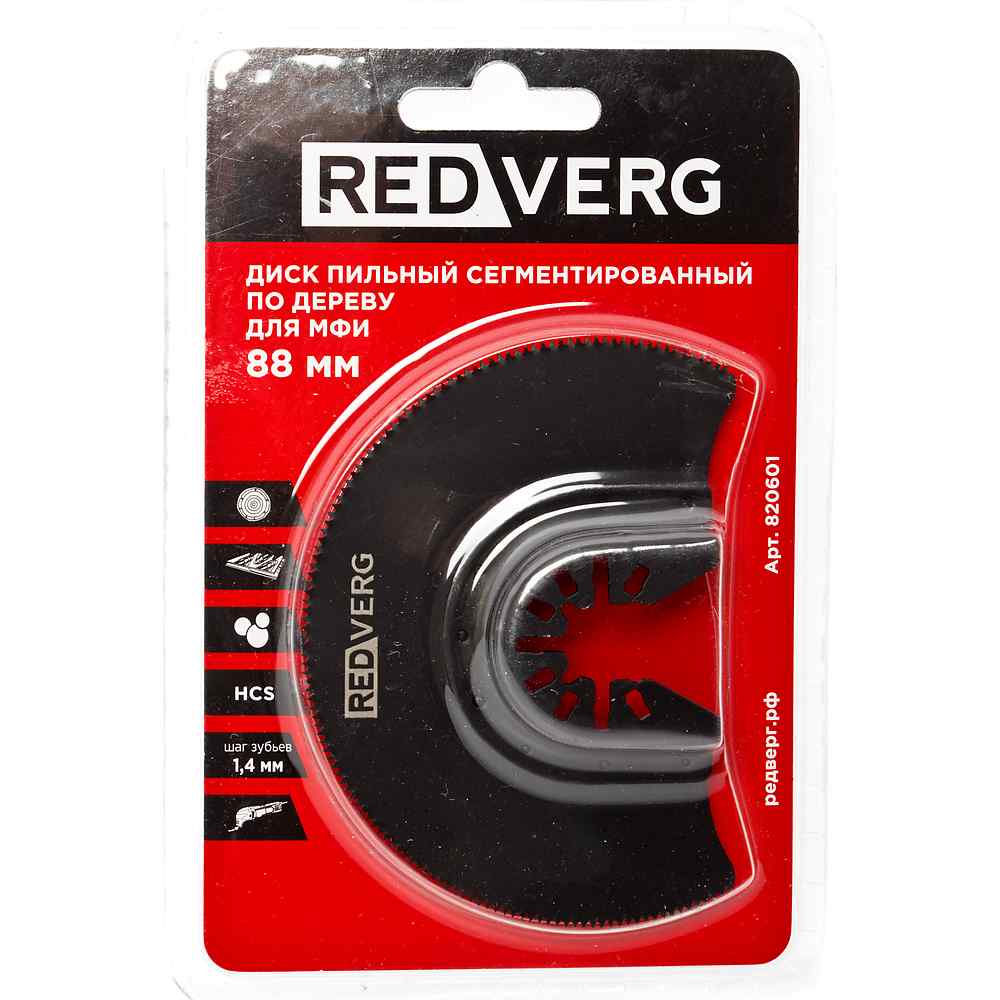 REDVERG
ДИСК ПИЛЬНЫЙ СЕГМЕНТИРОВАННЫЙ
ПО ДЕРЕВУ
ДЛЯ МФИ
88 мм
Арт. 820601
REDVERG
HCS
шаг зубьев
1,4 мм
редверг.рф